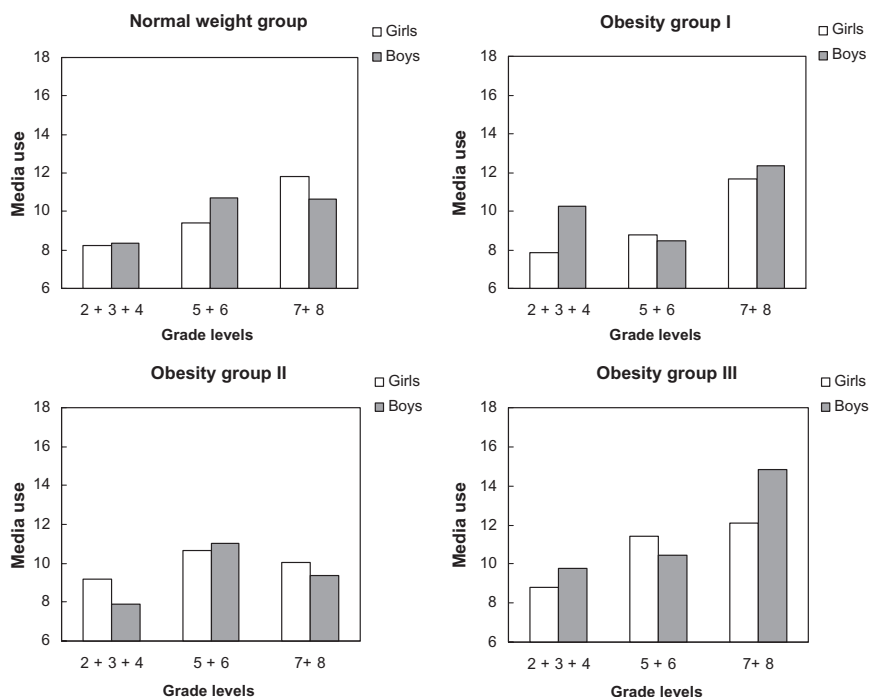 Normal weight group
Girls
Boys
18
16
14
12
10
8
6
Media use
2 + 3 + 4 5 + 6 7+ 8
Grade levels
Obesity group I
Girls
Boys
18
16
14
12
10
8
6
Media use
2 + 3 + 4 5 + 6 7+ 8
Grade levels
Obesity group II
Girls
Boys
18
16
14
12
10
8
6
Media use
2 + 3 + 4 5 + 6 7+ 8
Grade levels
Obesity group III
Girls
Boys
18
16
14
12
10
8
6
Media use
2 + 3 + 4 5 + 6 7+ 8
Grade levels